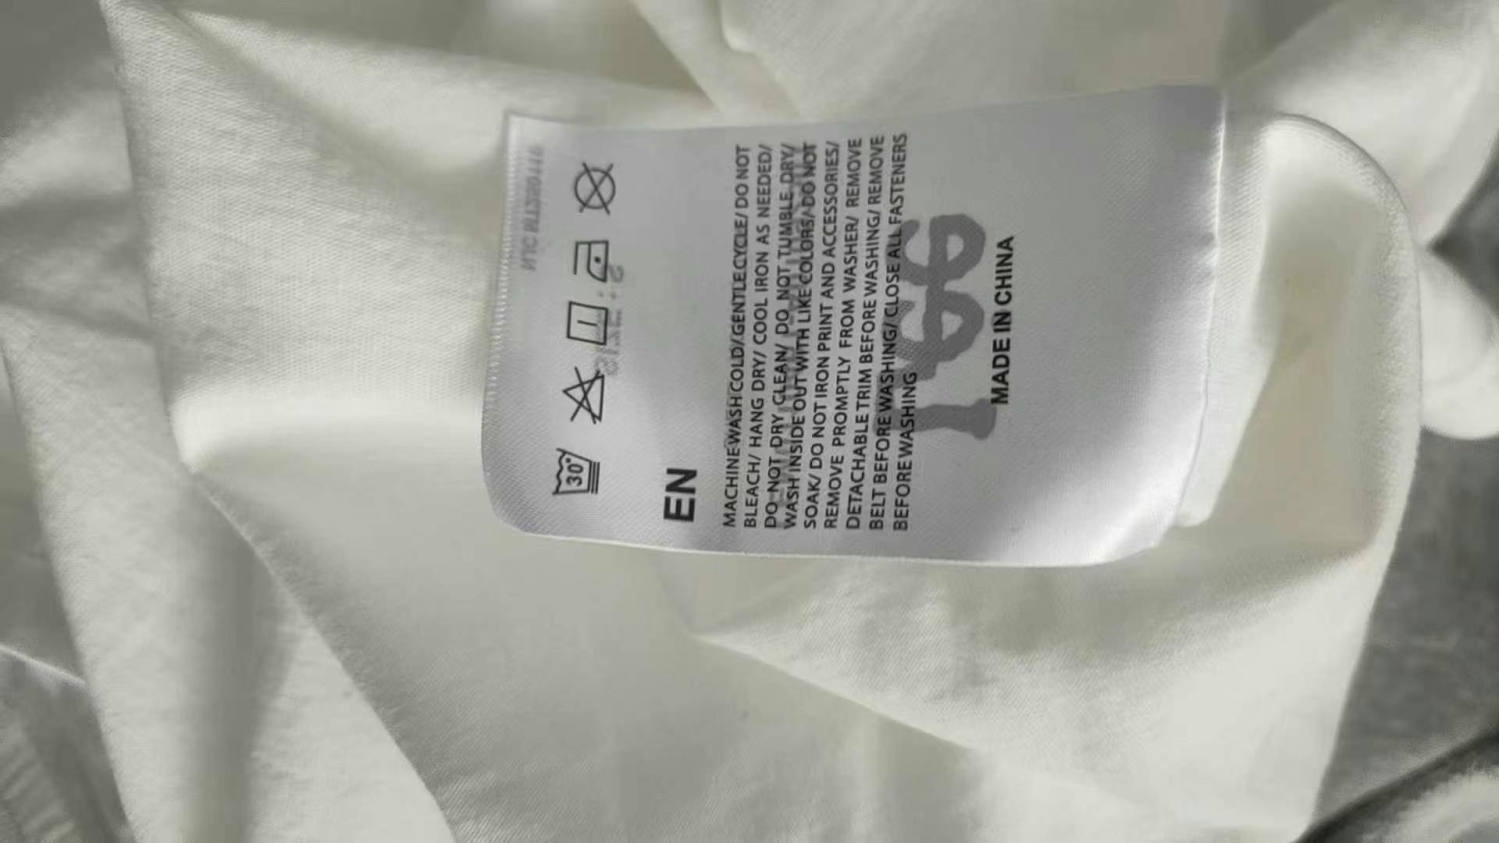 30°
EN
MACHINE WASH COLD/GENTLE CYCLE/ DO NOT
BLEACH/ HANG DRY/ COOL IRON AS NEEDED/
DO NOT DRY CLEAN/ DO NOT TUMBLE DRY/
WASH INSIDE OUT WITH LIKE COLORS/ DO NOT
SOAK/ DO NOT IRON PRINT AND ACCESSORIES/
REMOVE PROMPTLY FROM WASHER/ REMOVE
DETACHABLE TRIM BEFORE WASHING/ REMOVE
BELT BEFORE WASHING/ CLOSE ALL FASTENERS
BEFORE WASHING
MADE IN CHINA